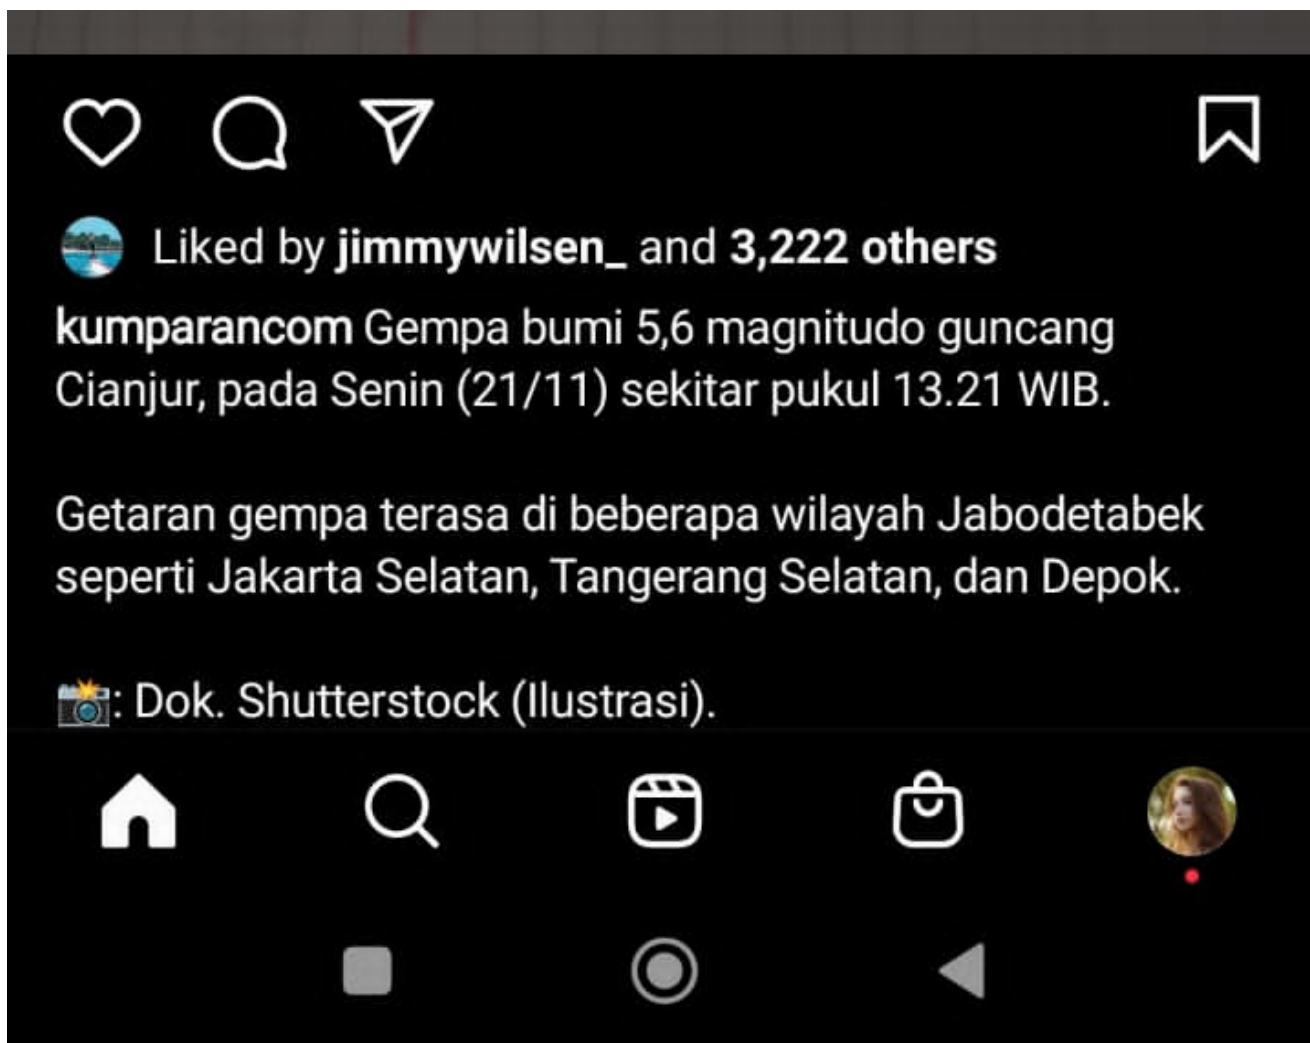 Liked by jimmywilsen_ and 3,222 others
kumparancom Gempa bumi 5,6 magnitudo guncang
Cianjur, pada Senin (21/11) sekitar pukul 13.21 WIB.
Getaran gempa terasa di beberapa wilayah Jabodetabek
seperti Jakarta Selatan, Tangerang Selatan, dan Depok.
📸: Dok. Shutterstock (Ilustrasi).